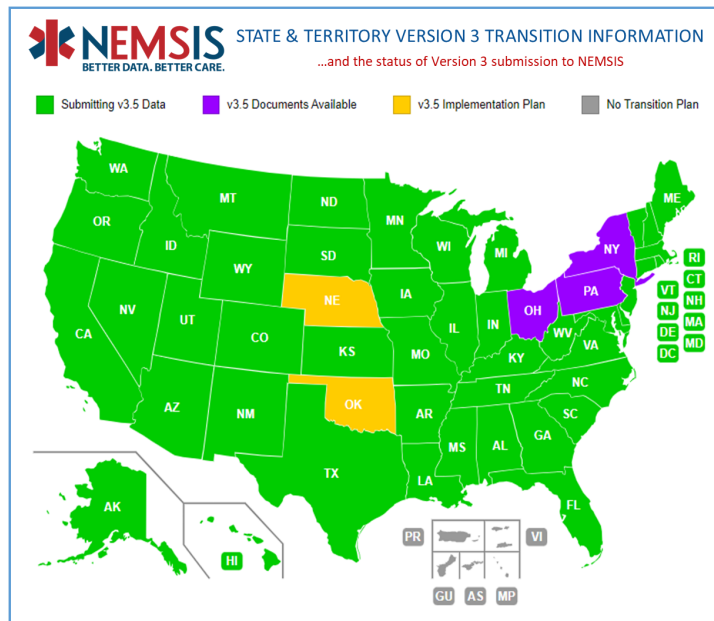 NEMSIS
BETTER DATA. BETTER CARE.
STATE & TERRITORY VERSION 3 TRANSITION INFORMATION
...and the status of Version 3 submission to NEMSIS
Submitting v3.5 Data
v3.5 Documents Available
v3.5 Implementation Plan
No Transition Plan
WA
MT
ND
MN
ME
OR
ID
WY
SD
WI
MI
NY
RI
CT
VT
NH
NJ
MA
DE
MD
DC
NV
UT
CO
NE
IA
IL
IN
OH
PA
CA
KS
MO
KY
WV
VA
AZ
NM
OK
AR
TN
NC
SC
TX
LA
MS
AL
GA
FL
AK
HI
PR
VI
GU
AS
MP